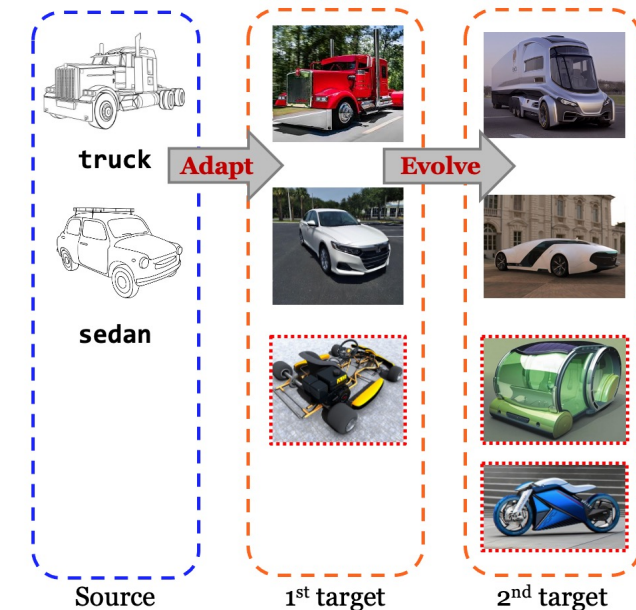 truck
Adapt
Evolve
sedan
Source
1st target
2nd target